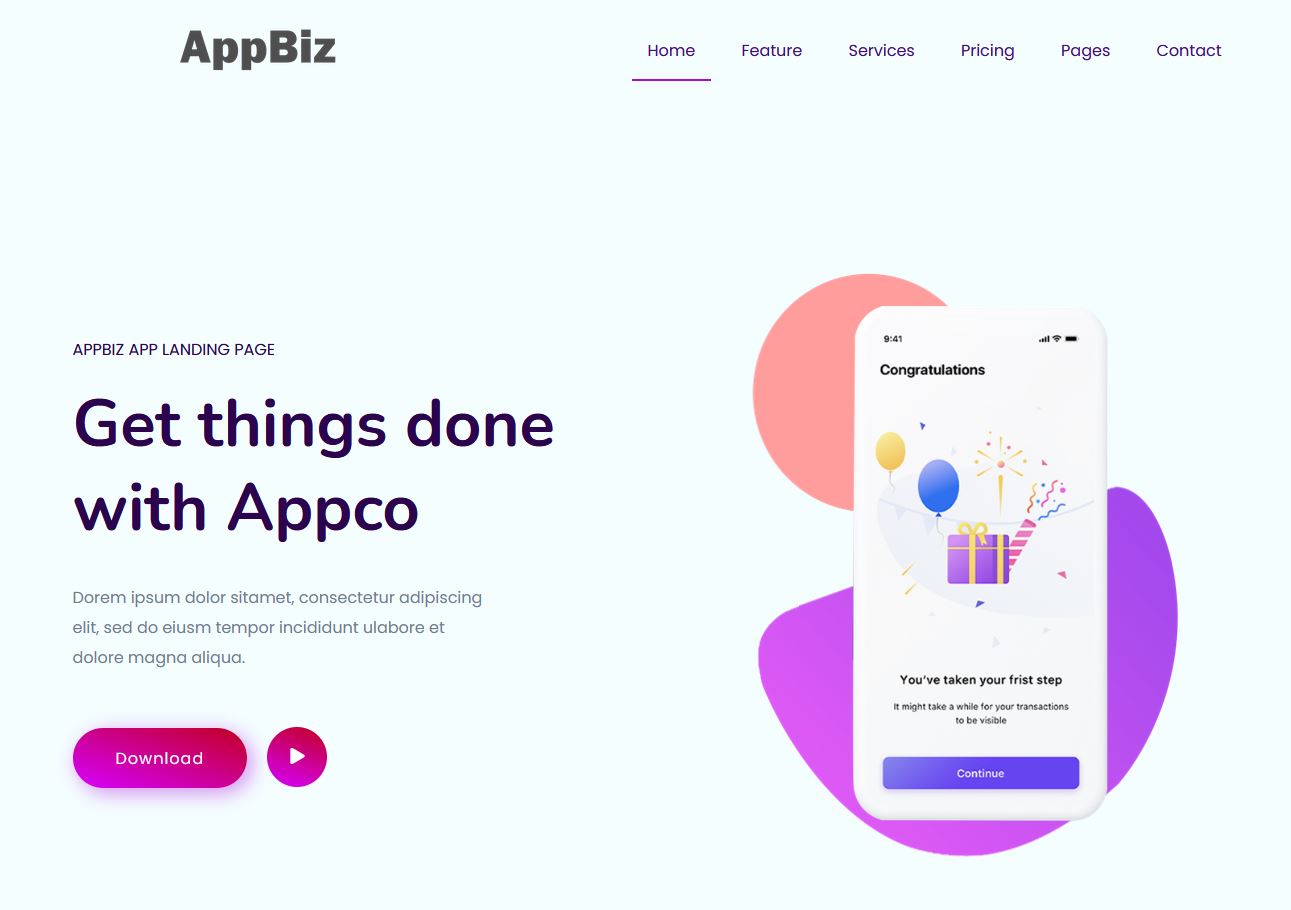 AppBiz
Home Feature Services Pricing Pages Contact
APPBIZ APP LANDING PAGE
Get things done
with Appco
Dorem ipsum dolor sitamet, consectetur adipiscing
elit, sed do eiusm tempor incididunt ulabore et
dolore magna aliqua.
Download
9:41
Congratulations
You've taken your frist step
It might take a while for your transactions
to be visible
Continue